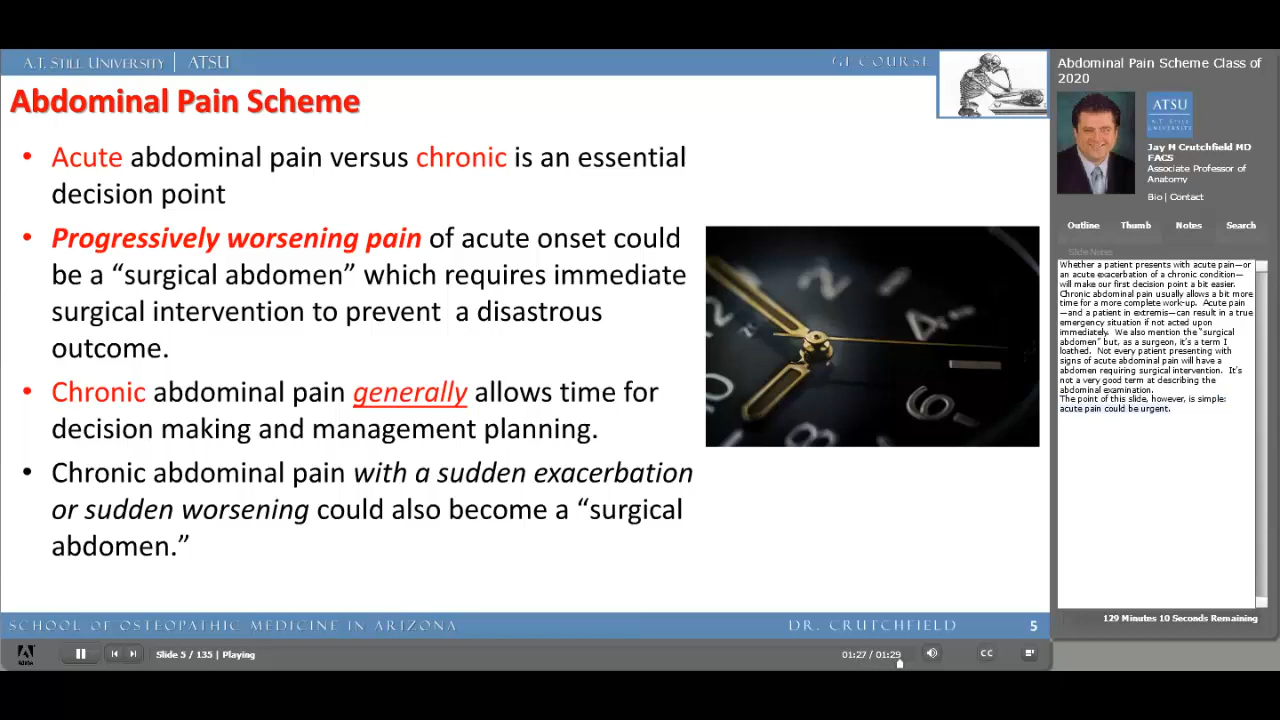 A.T. STILL UNIVERSITY | ATSU
GI COURSE
Abdominal Pain Scheme
• Acute abdominal pain versus chronic is an essential
decision point
• Progressively worsening pain of acute onset could
be a “surgical abdomen” which requires immediate
surgical intervention to prevent a disastrous
outcome.
• Chronic abdominal pain generally allows time for
decision making and management planning.
• Chronic abdominal pain with a sudden exacerbation
or sudden worsening could also become a “surgical
abdomen.”
2
1
4
6
8
10
SCHOOL OF OSTEOPATHIC MEDICINE IN ARIZONA
DR. CRUTCHFIELD
5
Abdominal Pain Scheme Class of
2020
ATSU
A.T. STILL
UNIVERSITY
Jay M Crutchfield MD
FACS
Associate Professor of
Anatomy
Bio | Contact
Outline
Thumb
Notes
Search
Slide Notes
Whether a patient presents with acute pain—or
an acute exacerbation of a chronic condition—
will make our first decision point a bit easier.
Chronic abdominal pain usually allows a bit more
time for a more complete work-up. Acute pain
—and a patient in extremis—can result in a true
emergency situation if not acted upon
immediately. We also mention the “surgical
abdomen” but, as a surgeon, it’s a term I
loathed. Not every patient presenting with
signs of acute abdominal pain will have a
abdomen requiring surgical intervention. It’s
not a very good term at describing the
abdominal examination.
The point of this slide, however, is simple:
acute pain could be urgent.
129 Minutes 10 Seconds Remaining
Slide 5 / 135 | Playing
01:27 / 01:29
CC